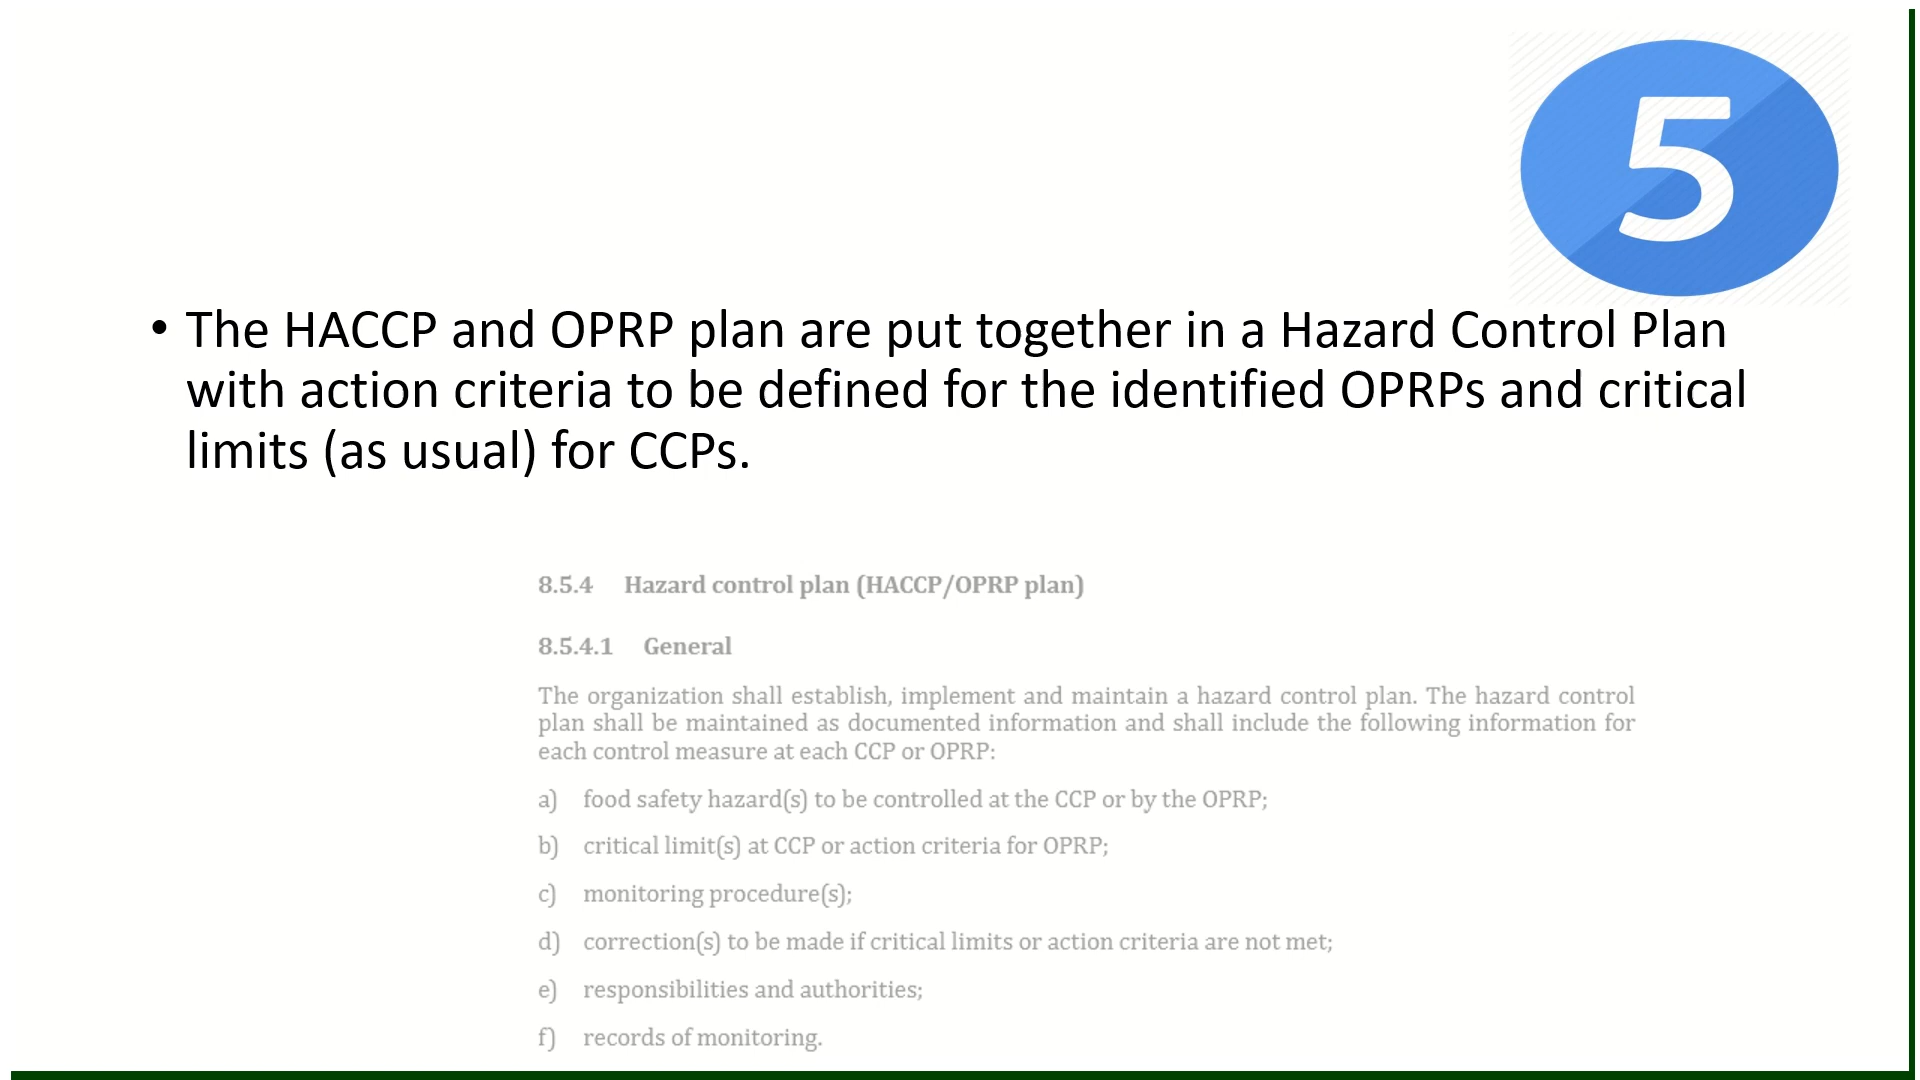 5
• The HACCP and OPRP plan are put together in a Hazard Control Plan
with action criteria to be defined for the identified OPRPs and critical
limits (as usual) for CCPs.
8.5.4 Hazard control plan (HACCP/OPRP plan)
8.5.4.1 General
The organization shall establish, implement and maintain a hazard control plan. The hazard control
plan shall be maintained as documented information and shall include the following information for
each control measure at each CCP or OPRP:
a) food safety hazard(s) to be controlled at the CCP or by the OPRP;
b) critical limit(s) at CCP or action criteria for OPRP;
c) monitoring procedure(s);
d) correction(s) to be made if critical limits or action criteria are not met;
e) responsibilities and authorities;
f) records of monitoring.